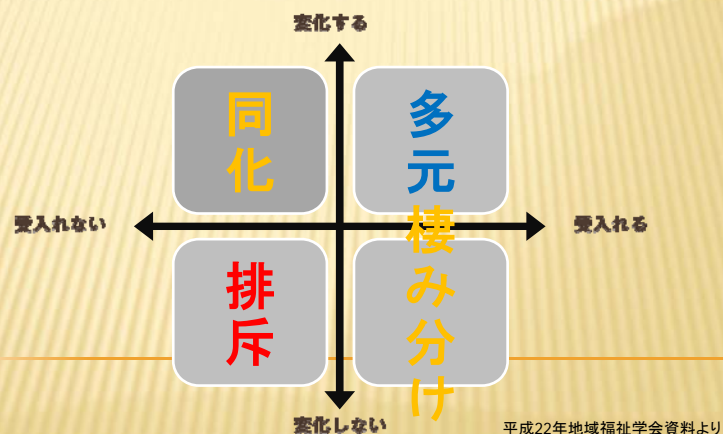 変化する
同化
多元
受入れない
受入れる
排斥
棲み分け
変化しない
平成22年地域福祉学会資料より